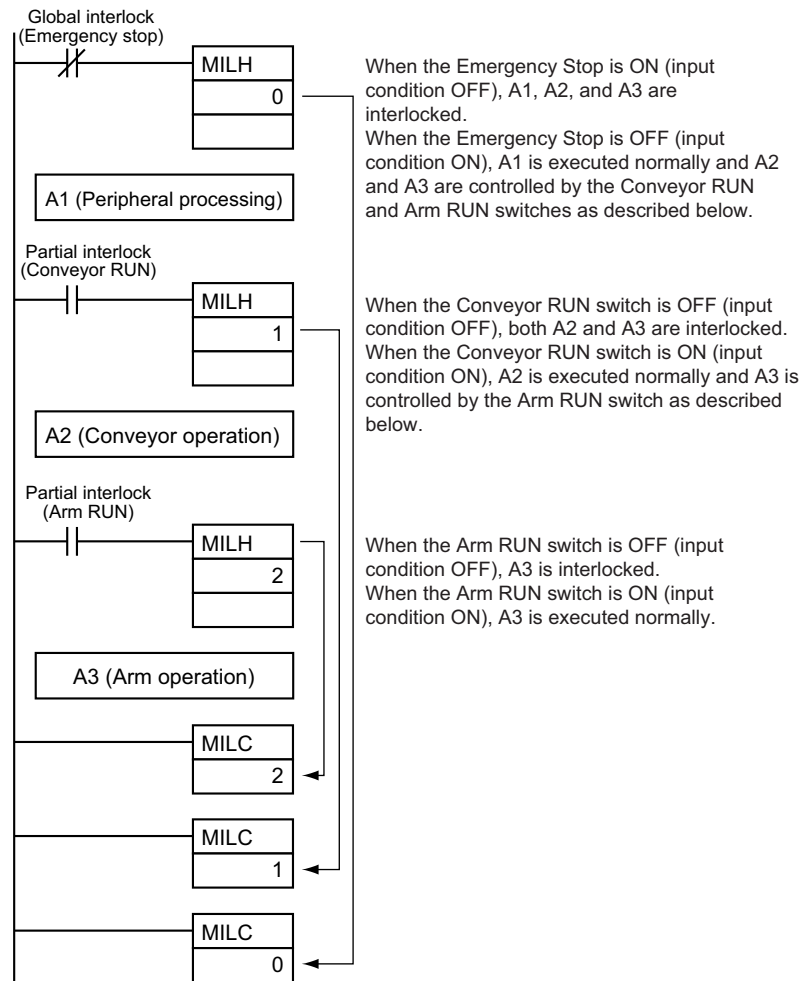 Global interlock
(Emergency stop)
MILH
0
When the Emergency Stop is ON (input
condition OFF), A1, A2, and A3 are
interlocked.
When the Emergency Stop is OFF (input
condition ON), A1 is executed normally and A2
and A3 are controlled by the Conveyor RUN
and Arm RUN switches as described below.
A1 (Peripheral processing)
Partial interlock
(Conveyor RUN)
MILH
1
When the Conveyor RUN switch is OFF (input
condition OFF), both A2 and A3 are interlocked.
When the Conveyor RUN switch is ON (input
condition ON), A2 is executed normally and A3 is
controlled by the Arm RUN switch as described
below.
A2 (Conveyor operation)
Partial interlock
(Arm RUN)
MILH
2
When the Arm RUN switch is OFF (input
condition OFF), A3 is interlocked.
When the Arm RUN switch is ON (input
condition ON), A3 is executed normally.
A3 (Arm operation)
MILC
2
MILC
1
MILC
0